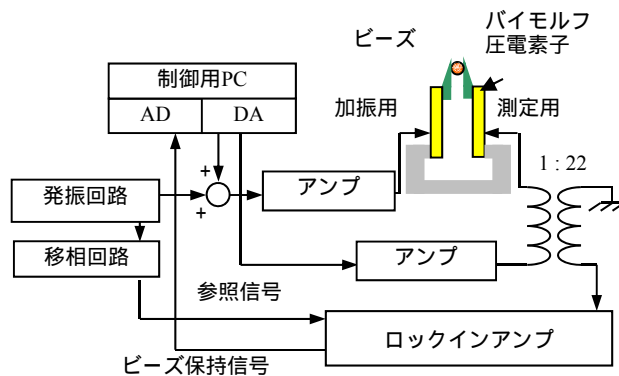 ビーズ
バイモルフ
圧電素子
制御用PC
AD
DA
加振用
測定用
1 : 22
+
+
発振回路
アンプ
移相回路
アンプ
参照信号
ロックインアンプ
ビーズ保持信号